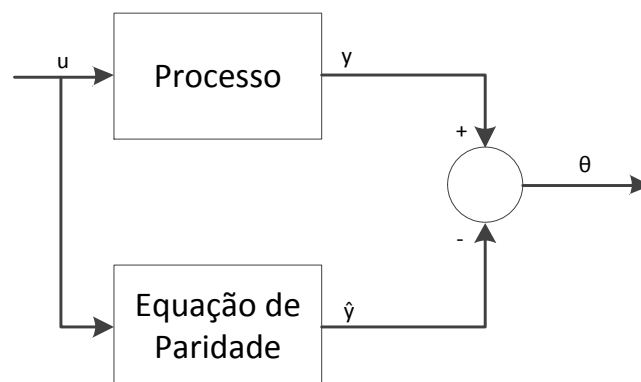 u
Processo
y
+
θ
-
Equação de
Paridade
ŷ